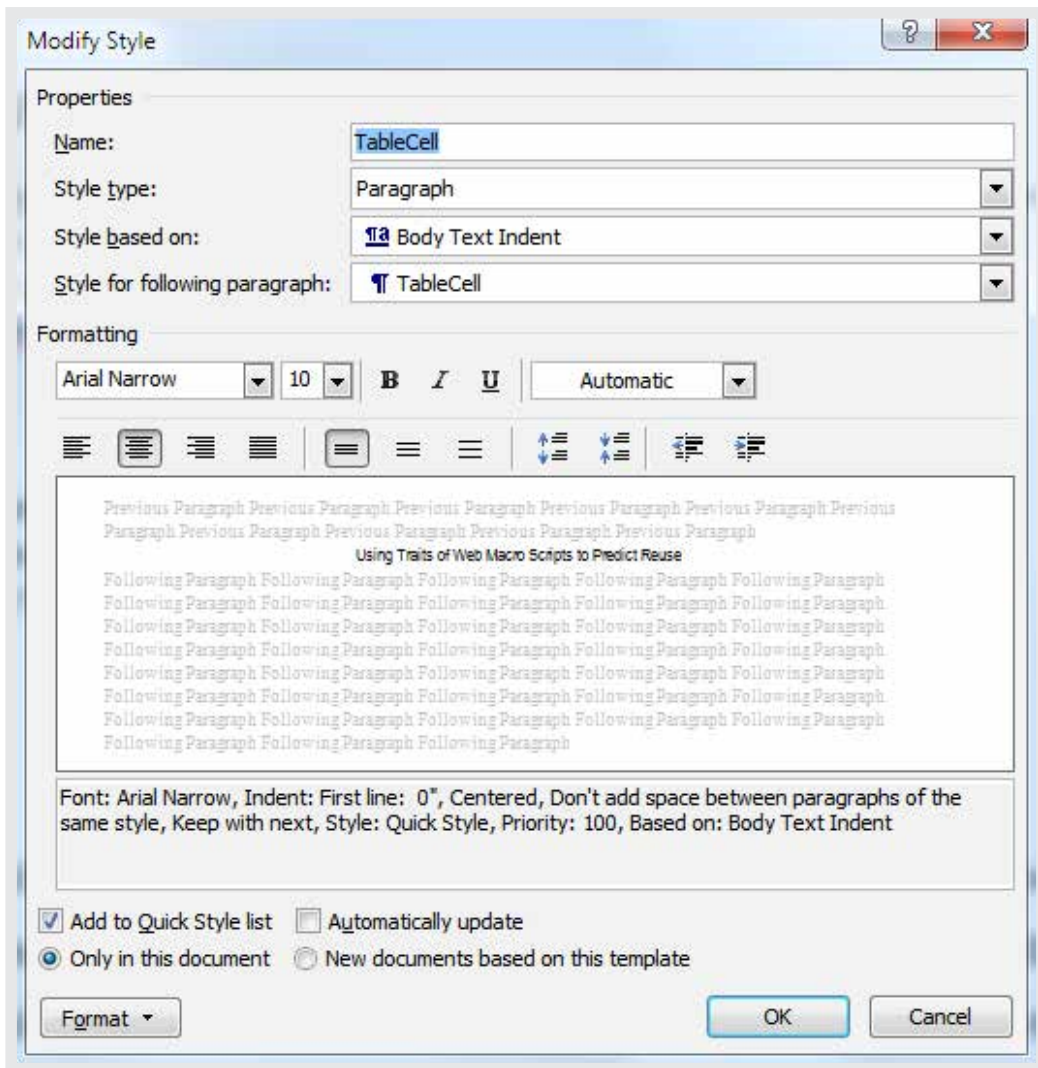 Modify Style
?
X
Properties
Name: TableCell
Style type: Paragraph
Style based on: ¶a Body Text Indent
Style for following paragraph: ¶ TableCell
Formatting
Arial Narrow 10 B I U Automatic
Previous Paragraph Previous Paragraph Previous Paragraph Previous Paragraph Previous Paragraph Previous
Paragraph Previous Paragraph Previous Paragraph Previous Paragraph Previous Paragraph
Using Traits of Web Macro Scripts to Predict Reuse
Following Paragraph Following Paragraph Following Paragraph Following Paragraph Following Paragraph
Following Paragraph Following Paragraph Following Paragraph Following Paragraph Following Paragraph
Following Paragraph Following Paragraph Following Paragraph Following Paragraph Following Paragraph
Following Paragraph Following Paragraph Following Paragraph Following Paragraph Following Paragraph
Following Paragraph Following Paragraph Following Paragraph Following Paragraph Following Paragraph
Following Paragraph Following Paragraph Following Paragraph Following Paragraph Following Paragraph
Following Paragraph Following Paragraph Following Paragraph Following Paragraph Following Paragraph
Following Paragraph Following Paragraph Following Paragraph
Font: Arial Narrow, Indent: First line: 0", Centered, Don't add space between paragraphs of the
same style, Keep with next, Style: Quick Style, Priority: 100, Based on: Body Text Indent
Add to Quick Style list Automatically update
Only in this document New documents based on this template
Format OK Cancel